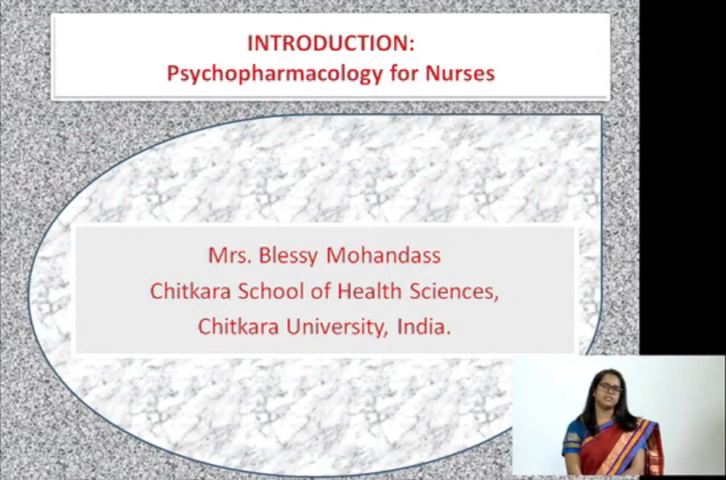 INTRODUCTION:
Psychopharmacology for Nurses
Mrs. Blessy Mohandass
Chitkara School of Health Sciences,
Chitkara University, India.